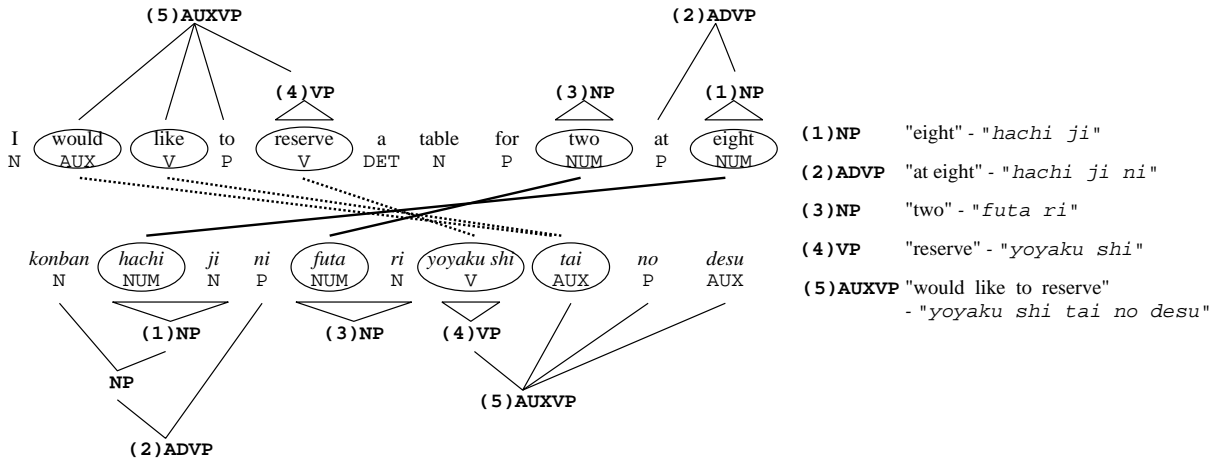 (5)AUXVP (2)ADVP
(4)VP (3)NP (1)NP
I would like to reserve a table for two at eight
N AUX V P V DET N P NUM P NUM
konban hachi ji ni futa ri yoyaku shi tai no desu
N NUM N P NUM N V AUX P AUX
(1)NP (3)NP (4)VP
NP
(5)AUXVP
(2)ADVP
(1)NP "eight" - "hachi ji"
(2)ADVP "at eight" - "hachi ji ni"
(3)NP "two" - "futa ri"
(4)VP "reserve" - "yoyaku shi"
(5)AUXVP "would like to reserve"
- "yoyaku shi tai no desu"